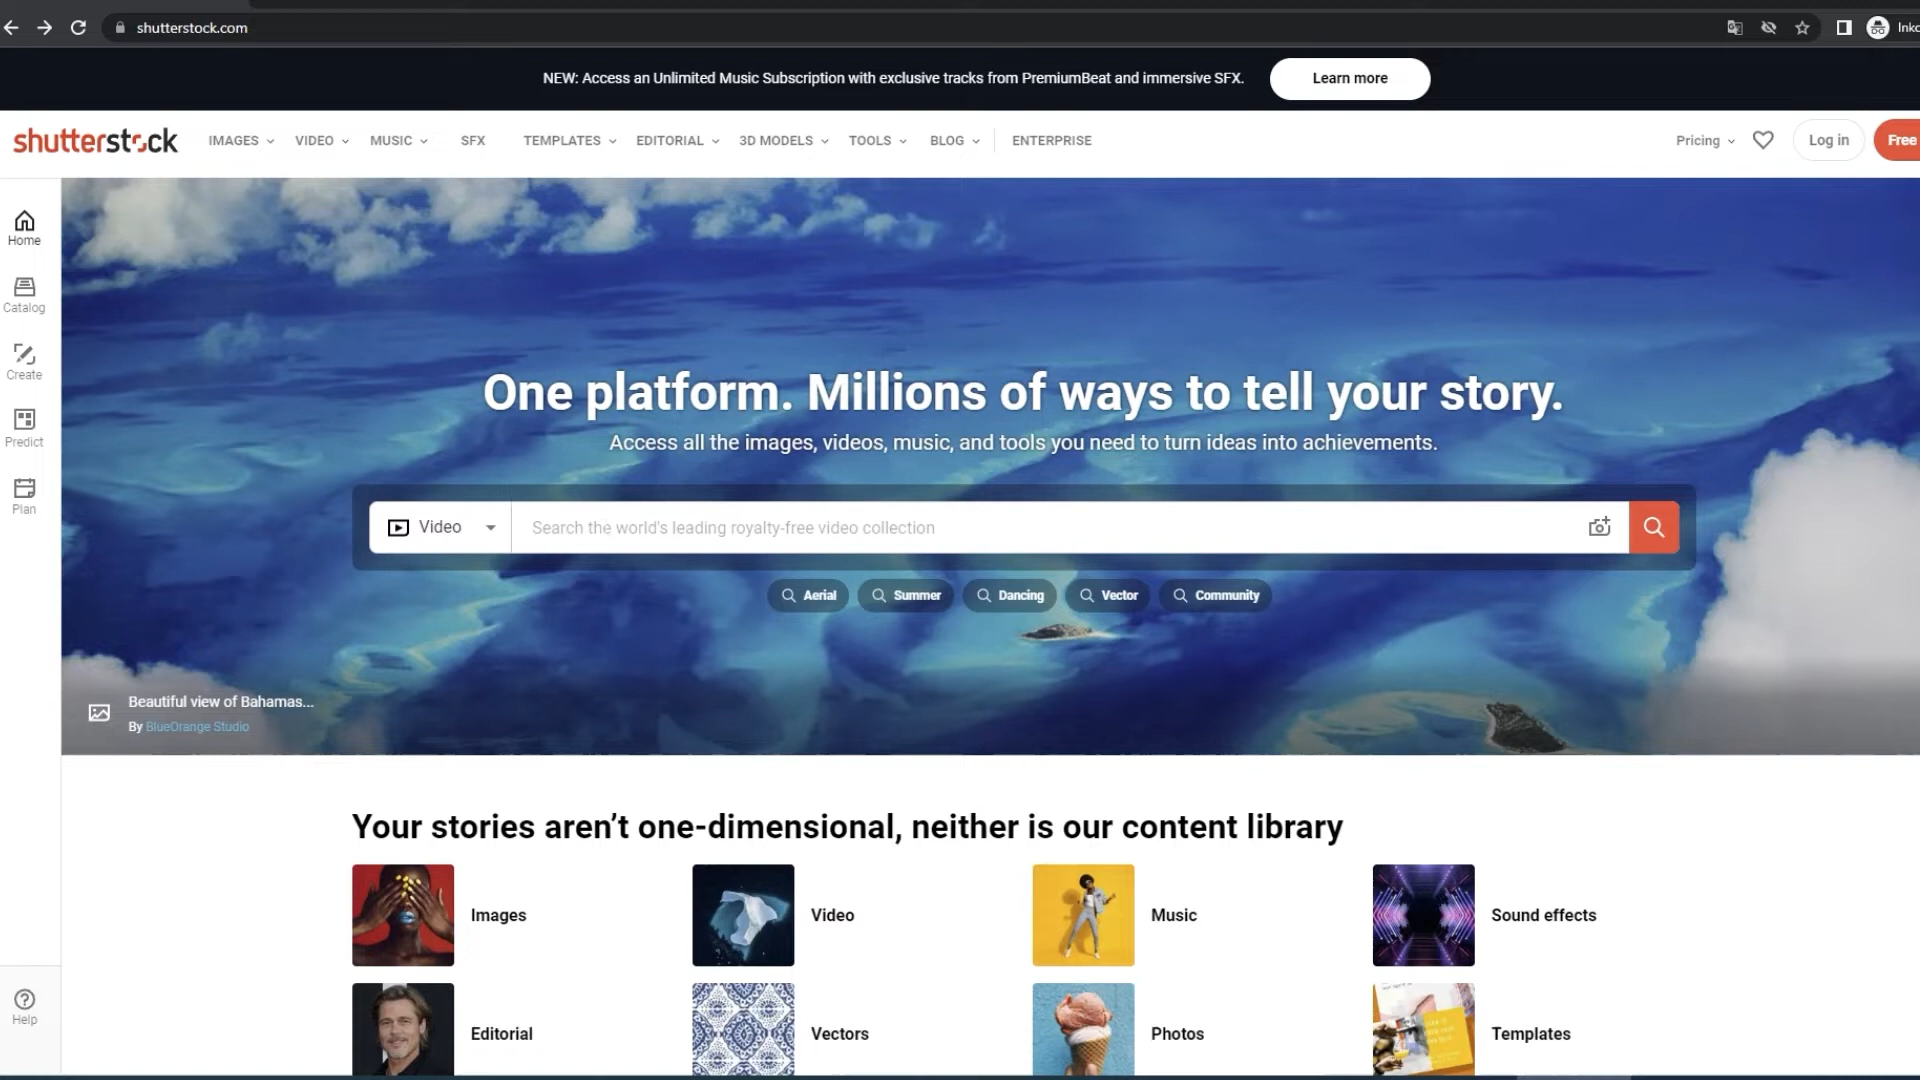 shutterstock.com
NEW: Access an Unlimited Music Subscription with exclusive tracks from PremiumBeat and immersive SFX.
Learn more
shutterstock
IMAGES
VIDEO
MUSIC
SFX
TEMPLATES
EDITORIAL
3D MODELS
TOOLS
BLOG
ENTERPRISE
Pricing
Log in
Free
Home
Catalog
Create
Predict
Plan
One platform. Millions of ways to tell your story.
Access all the images, videos, music, and tools you need to turn ideas into achievements.
Video
Search the world's leading royalty-free video collection
Aerial
Summer
Dancing
Vector
Community
Beautiful view of Bahamas...
By BlueOrange Studio
Your stories aren’t one-dimensional, neither is our content library
Images
Video
Music
Sound effects
Editorial
Vectors
Photos
Templates
Help